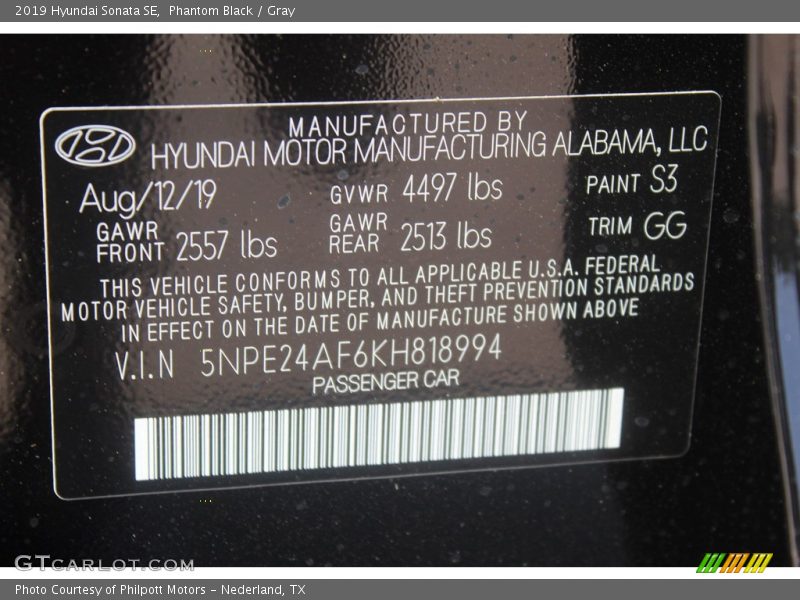 2019 Hyundai Sonata SE, Phantom Black / Gray
MANUFACTURED BY
HYUNDAI MOTOR MANUFACTURING ALABAMA, LLC
Aug/12/19 GVWR 4497 lbs PAINT S3
GAWR FRONT 2557 lbs GAWR REAR 2513 lbs TRIM GG
THIS VEHICLE CONFORMS TO ALL APPLICABLE U.S.A. FEDERAL
MOTOR VEHICLE SAFETY, BUMPER, AND THEFT PREVENTION STANDARDS
IN EFFECT ON THE DATE OF MANUFACTURE SHOWN ABOVE
V.I.N 5NPE24AF6KH818994
PASSENGER CAR
GTCARLOT.COM
Photo Courtesy of Philpott Motors - Nederland, TX